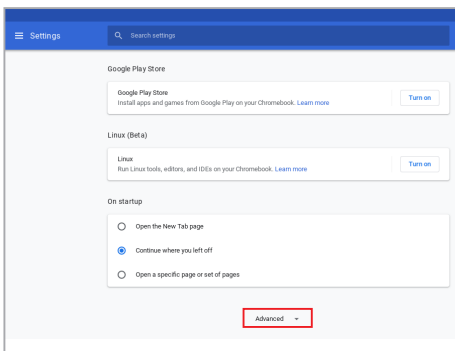 Settings
Search settings
Google Play Store
Google Play Store
Install apps and games from Google Play on your Chromebook. Learn more
Turn on
Linux (Beta)
Linux
Run Linux tools, editors, and IDEs on your Chromebook. Learn more
Turn on
On startup
Open the New Tab page
Continue where you left off
Open a specific page or set of pages
Advanced